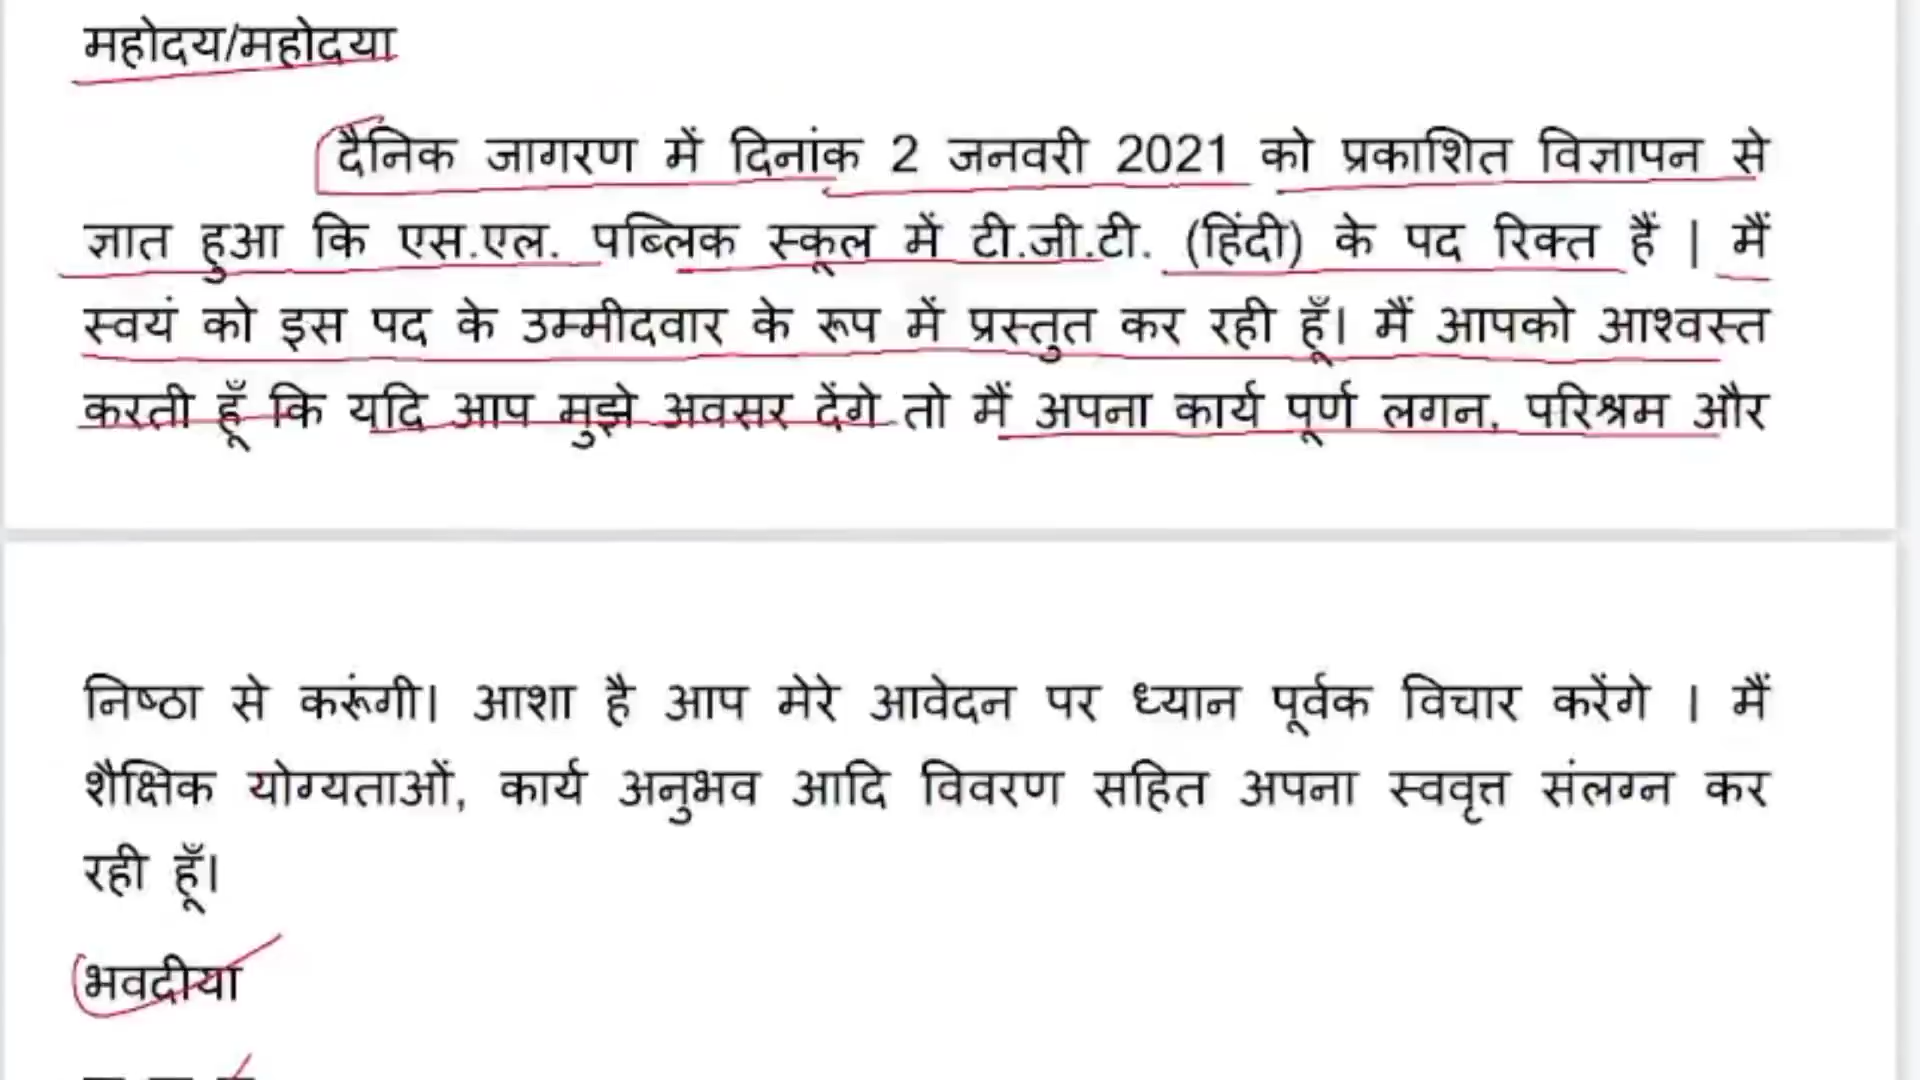 महोदय/महोदया
दैनिक जागरण में दिनांक 2 जनवरी 2021 को प्रकाशित विज्ञापन से
ज्ञात हुआ कि एस.एल. पब्लिक स्कूल में टी.जी.टी. (हिंदी) के पद रिक्त हैं | मैं
स्वयं को इस पद के उम्मीदवार के रूप में प्रस्तुत कर रही हूँ। मैं आपको आश्वस्त
करती हूँ कि यदि आप मुझे अवसर देंगे तो मैं अपना कार्य पूर्ण लगन, परिश्रम और
निष्ठा से करूंगी। आशा है आप मेरे आवेदन पर ध्यान पूर्वक विचार करेंगे । मैं
शैक्षिक योग्यताओं, कार्य अनुभव आदि विवरण सहित अपना स्ववृत्त संलग्न कर
रही हूँ।
भवदीया